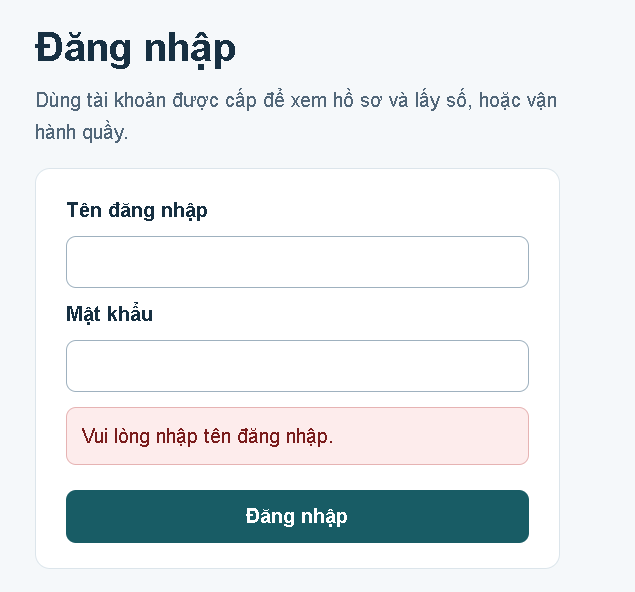 Đăng nhập
Dùng tài khoản được cấp để xem hồ sơ và lấy số, hoặc vận
hành quầy.
Tên đăng nhập
Mật khẩu
Vui lòng nhập tên đăng nhập.
Đăng nhập